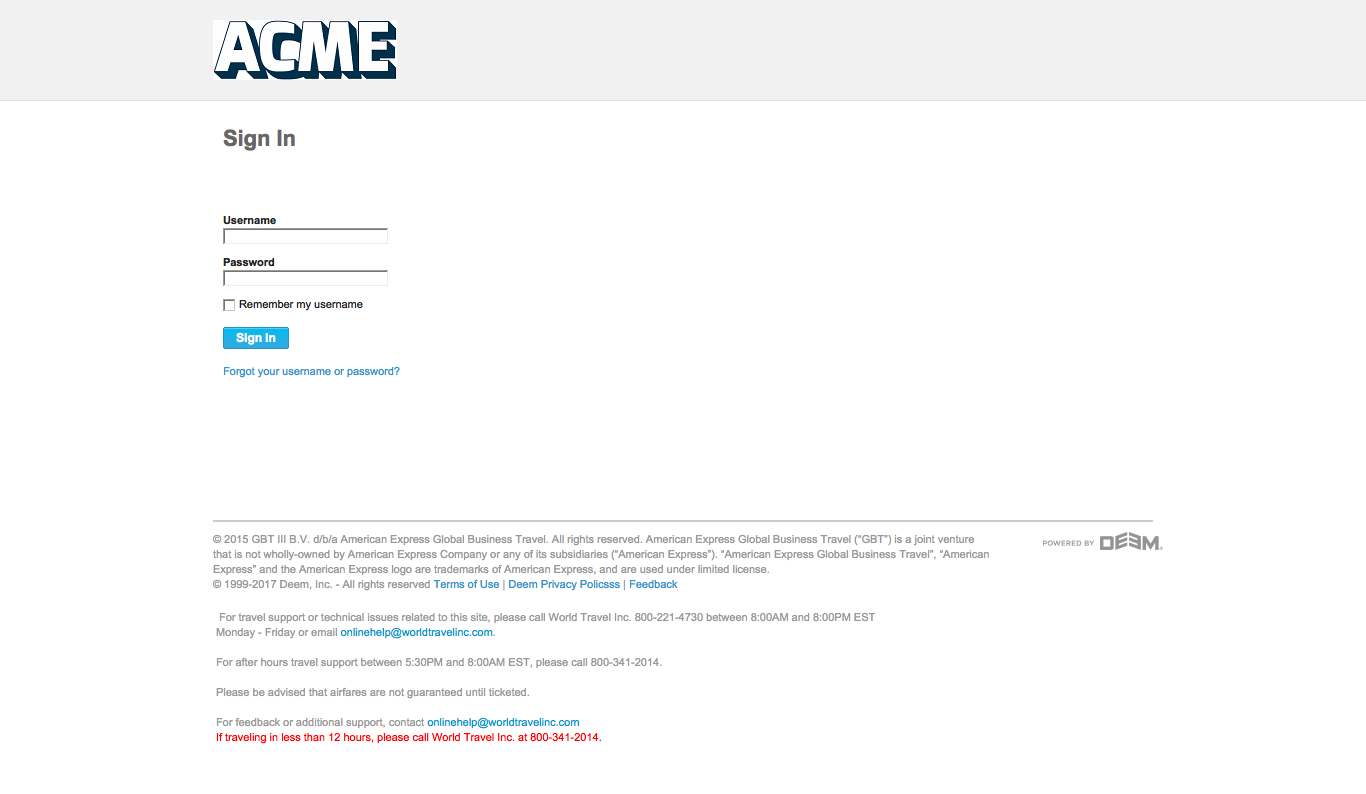 ACME
Sign In
Username
Password
Remember my username
Sign In
Forgot your username or password?
© 2015 GBT III B.V. d/b/a American Express Global Business Travel. All rights reserved. American Express Global Business Travel (“GBT”) is a joint venture
that is not wholly-owned by American Express Company or any of its subsidiaries (“American Express”). “American Express Global Business Travel”, “American
Express” and the American Express logo are trademarks of American Express, and are used under limited license.
© 1999-2017 Deem, Inc. - All rights reserved Terms of Use | Deem Privacy Policsss | Feedback
POWERED BY DEEM®
For travel support or technical issues related to this site, please call World Travel Inc. 800-221-4730 between 8:00AM and 8:00PM EST
Monday - Friday or email onlinehelp@worldtravelinc.com.
For after hours travel support between 5:30PM and 8:00AM EST, please call 800-341-2014.
Please be advised that airfares are not guaranteed until ticketed.
For feedback or additional support, contact onlinehelp@worldtravelinc.com
If traveling in less than 12 hours, please call World Travel Inc. at 800-341-2014.